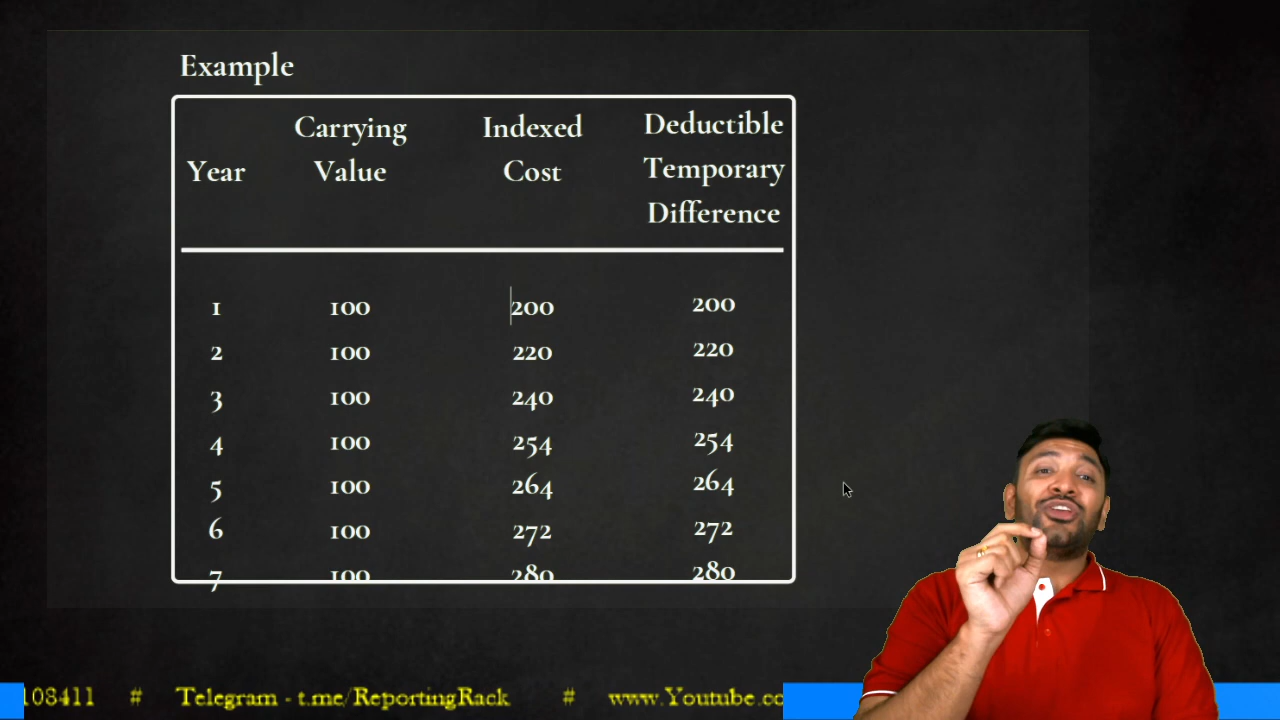 Example
Carrying Value
Indexed Cost
Deductible Temporary Difference
Year
1 100 200 200
2 100 220 220
3 100 240 240
4 100 254 254
5 100 264 264
6 100 272 272
7 100 280 280
108411 # Telegram - t.me/ReportingRack # www.Youtube.co